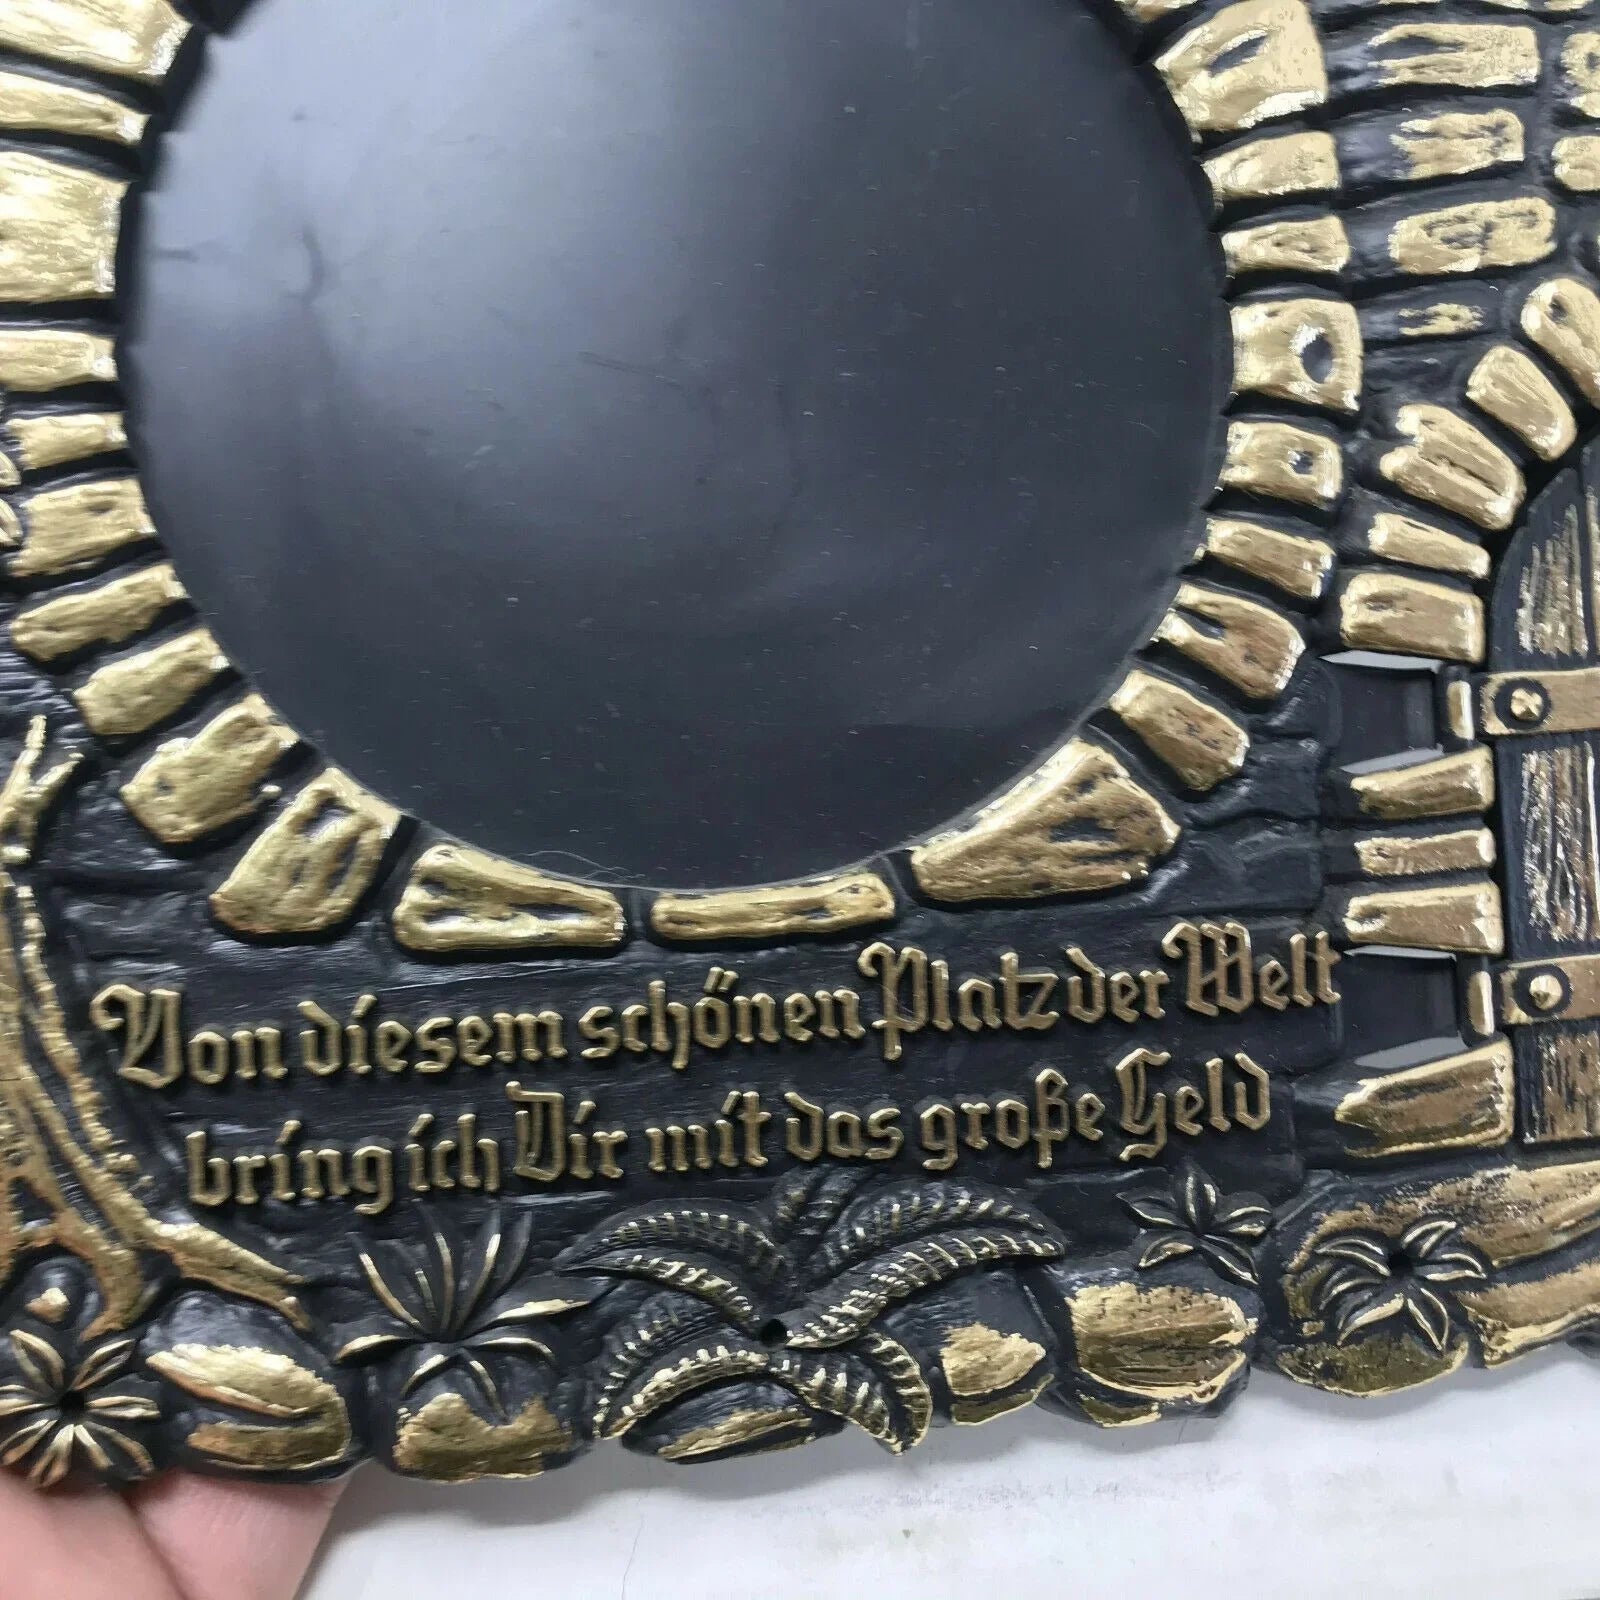 Von diesem schönen Platz der Welt
bring ich Dir mit das große Geld